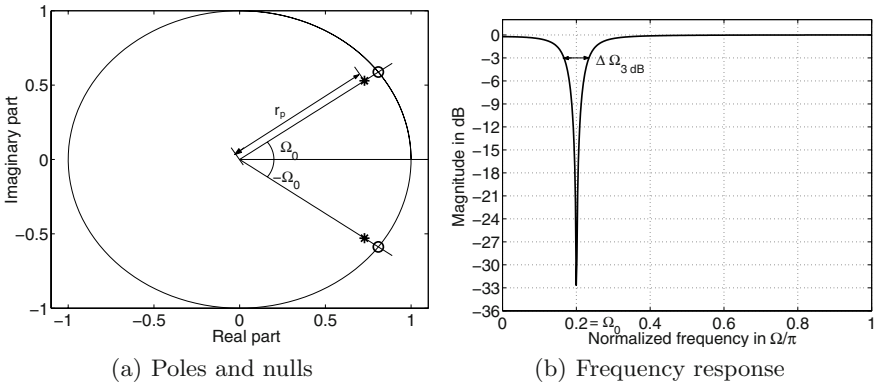 1
0.5
0
−0.5
−1
Imaginary part
−1
−0.5
0
0.5
1
Real part
r_p
Ω_0
−Ω_0
(a) Poles and nulls
0
−3
−6
−9
−12
−15
−18
−21
−24
−27
−30
−33
−36
Magnitude in dB
Δ Ω_3 dB
0
0.2 = Ω_0
0.4
0.6
0.8
1
Normalized frequency in Ω/π
(b) Frequency response